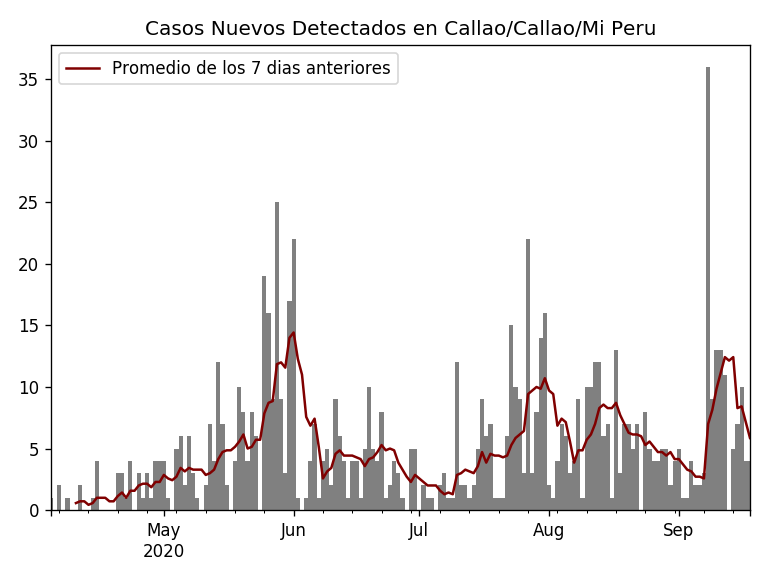 Casos Nuevos Detectados en Callao/Callao/Mi Peru
Promedio de los 7 dias anteriores
35
30
25
20
15
10
5
0
May
2020
Jun
Jul
Aug
Sep